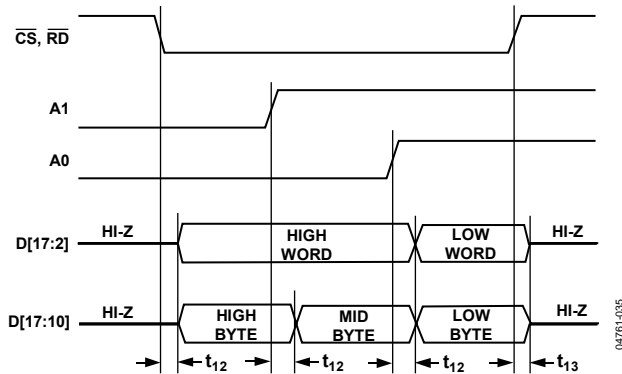 CS, RD
A1
A0
D[17:2] HI-Z HIGH WORD LOW WORD HI-Z
D[17:10] HI-Z HIGH BYTE MID BYTE LOW BYTE HI-Z
t12 t12 t12 t13
04761-035